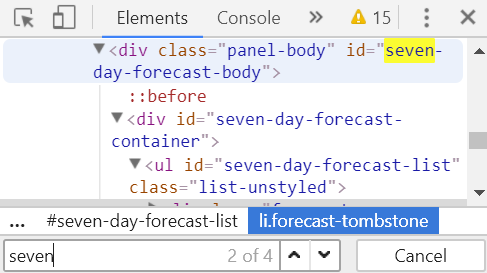 Elements Console » 15
<div class="panel-body" id="seven-
day-forecast-body">
::before
<div id="seven-day-forecast-
container">
<ul id="seven-day-forecast-list"
class="list-unstyled">
... #seven-day-forecast-list li.forecast-tombstone
seven 2 of 4 Cancel